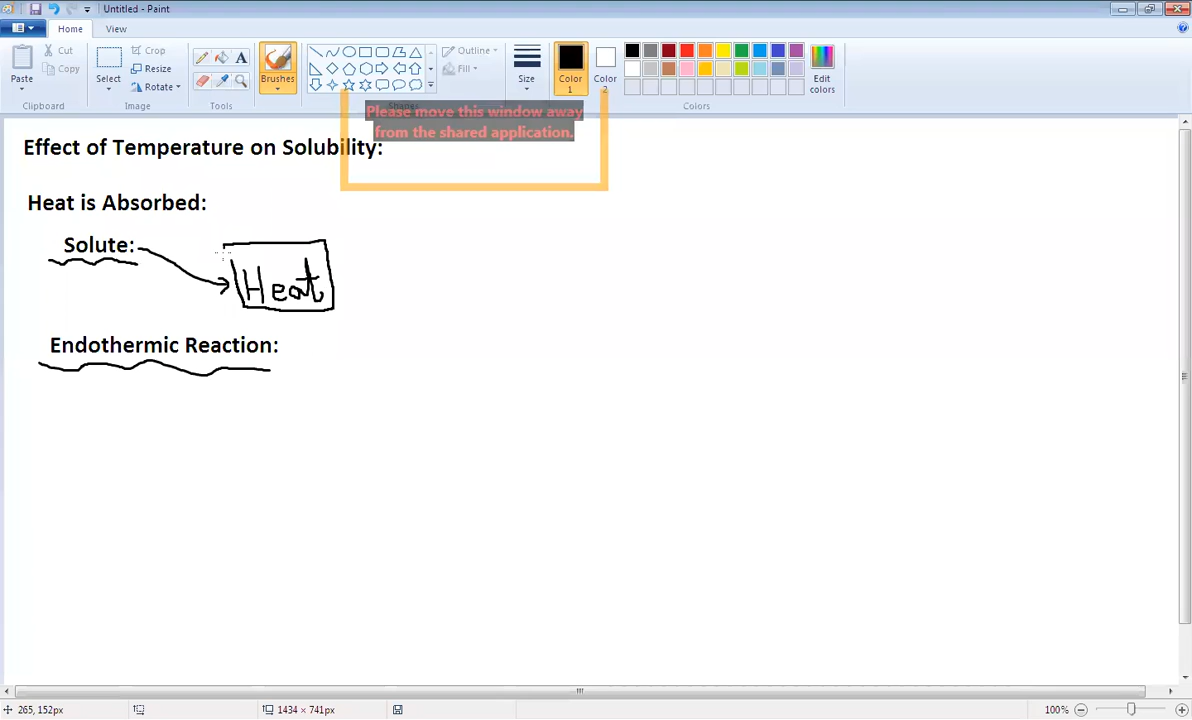 Untitled - Paint
Home View
Paste
Cut
Copy
Clipboard
Select
Crop
Resize
Rotate
Image
A
Tools
Brushes
Shapes
Outline
Fill
Size
Color 1
Color 2
Edit colors
Colors
Please move this window away
from the shared application.
Effect of Temperature on Solubility:
Heat is Absorbed:
Solute:
Heat
Endothermic Reaction:
265, 152px
1434 × 741px
100%